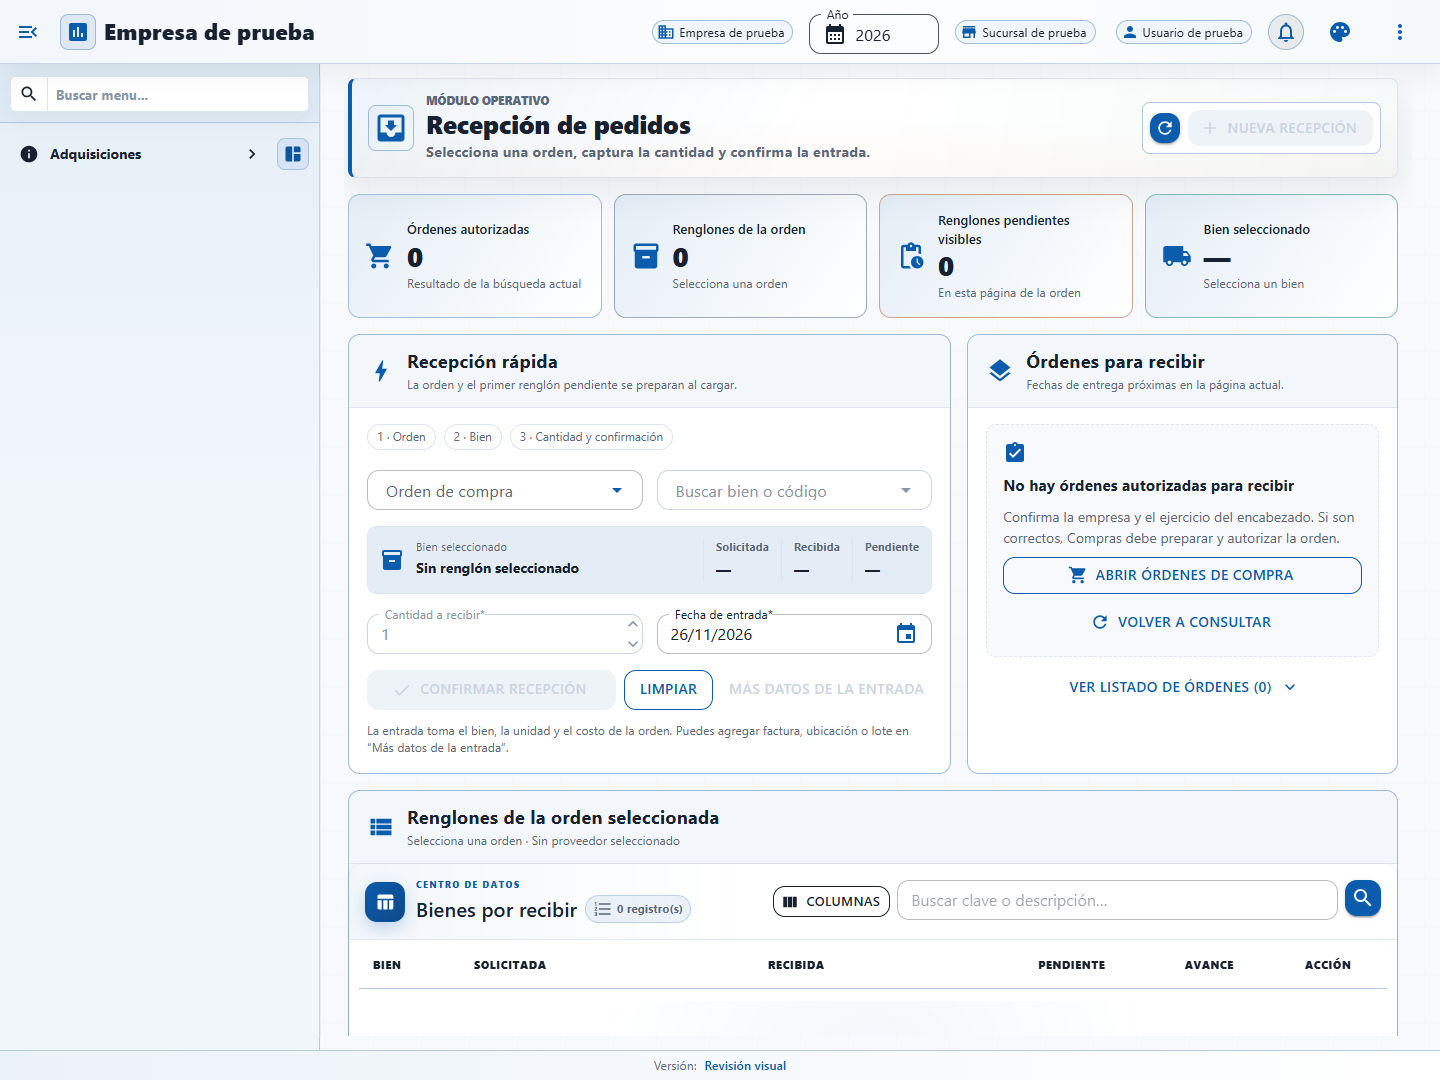 Empresa de prueba
Empresa de prueba
Año
2026
Sucursal de prueba
Usuario de prueba
Buscar menu...
Adquisiciones
MÓDULO OPERATIVO
Recepción de pedidos
Selecciona una orden, captura la cantidad y confirma la entrada.
NUEVA RECEPCIÓN
Órdenes autorizadas
0
Resultado de la búsqueda actual
Renglones de la orden
0
Selecciona una orden
Renglones pendientes
visibles
0
En esta página de la orden
Bien seleccionado
—
Selecciona un bien
Recepción rápida
La orden y el primer renglón pendiente se preparan al cargar.
1 · Orden
2 · Bien
3 · Cantidad y confirmación
Orden de compra
Buscar bien o código
Bien seleccionado
Sin renglón seleccionado
Solicitada
—
Recibida
—
Pendiente
—
Cantidad a recibir*
1
Fecha de entrada*
26/11/2026
CONFIRMAR RECEPCIÓN
LIMPIAR
MÁS DATOS DE LA ENTRADA
La entrada toma el bien, la unidad y el costo de la orden. Puedes agregar factura, ubicación o lote en
“Más datos de la entrada”.
Órdenes para recibir
Fechas de entrega próximas en la página actual.
No hay órdenes autorizadas para recibir
Confirma la empresa y el ejercicio del encabezado. Si son
correctos, Compras debe preparar y autorizar la orden.
ABRIR ÓRDENES DE COMPRA
VOLVER A CONSULTAR
VER LISTADO DE ÓRDENES (0)
Renglones de la orden seleccionada
Selecciona una orden · Sin proveedor seleccionado
CENTRO DE DATOS
Bienes por recibir
0 registro(s)
COLUMNAS
Buscar clave o descripción...
BIEN
SOLICITADA
RECIBIDA
PENDIENTE
AVANCE
ACCIÓN
Versión: Revisión visual